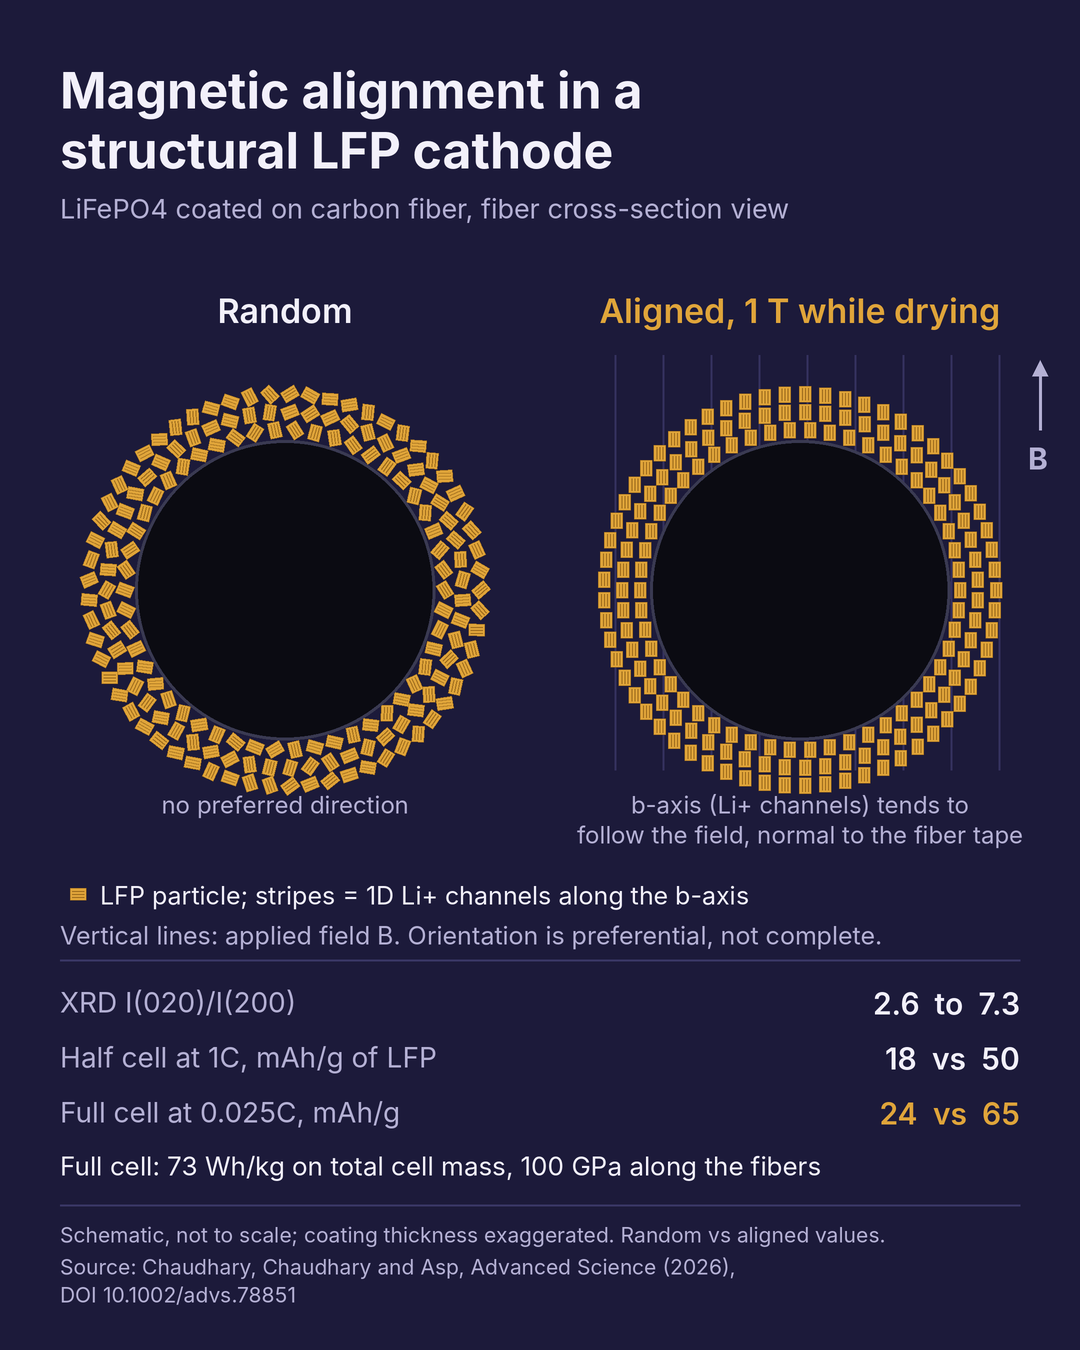 Magnetic alignment in a
structural LFP cathode
LiFePO4 coated on carbon fiber, fiber cross-section view
Random
Aligned, 1 T while drying
B
no preferred direction
b-axis (Li+ channels) tends to
follow the field, normal to the fiber tape
LFP particle; stripes = 1D Li+ channels along the b-axis
Vertical lines: applied field B. Orientation is preferential, not complete.
XRD I(020)/I(200) 2.6 to 7.3
Half cell at 1C, mAh/g of LFP 18 vs 50
Full cell at 0.025C, mAh/g 24 vs 65
Full cell: 73 Wh/kg on total cell mass, 100 GPa along the fibers
Schematic, not to scale; coating thickness exaggerated. Random vs aligned values.
Source: Chaudhary, Chaudhary and Asp, Advanced Science (2026),
DOI 10.1002/advs.78851